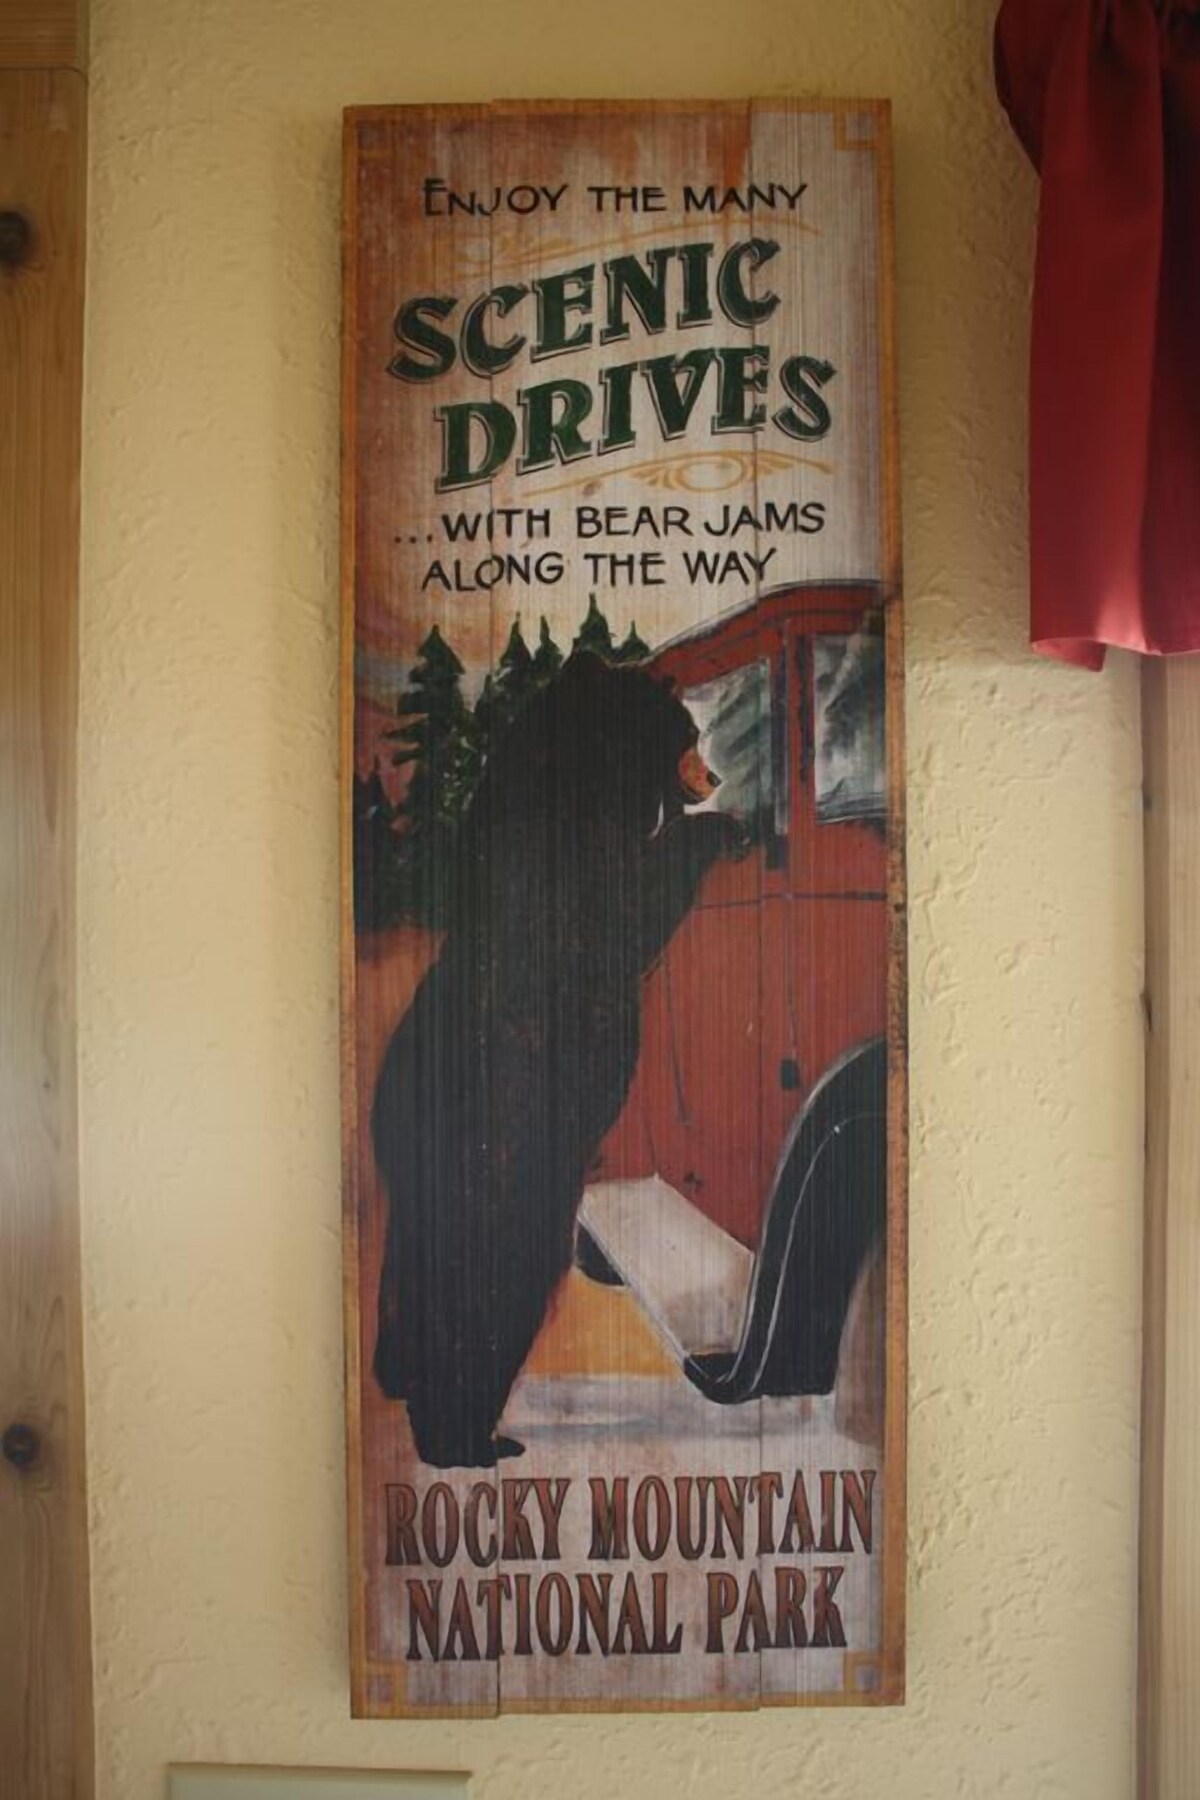 ENJOY THE MANY
SCENIC
DRIVES
...WITH BEAR JAMS
ALONG THE WAY
ROCKY MOUNTAIN
NATIONAL PARK